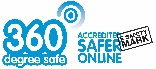 360
degree safe
ACCREDITED
SAFER
ONLINE
E-SAFETY
MARK